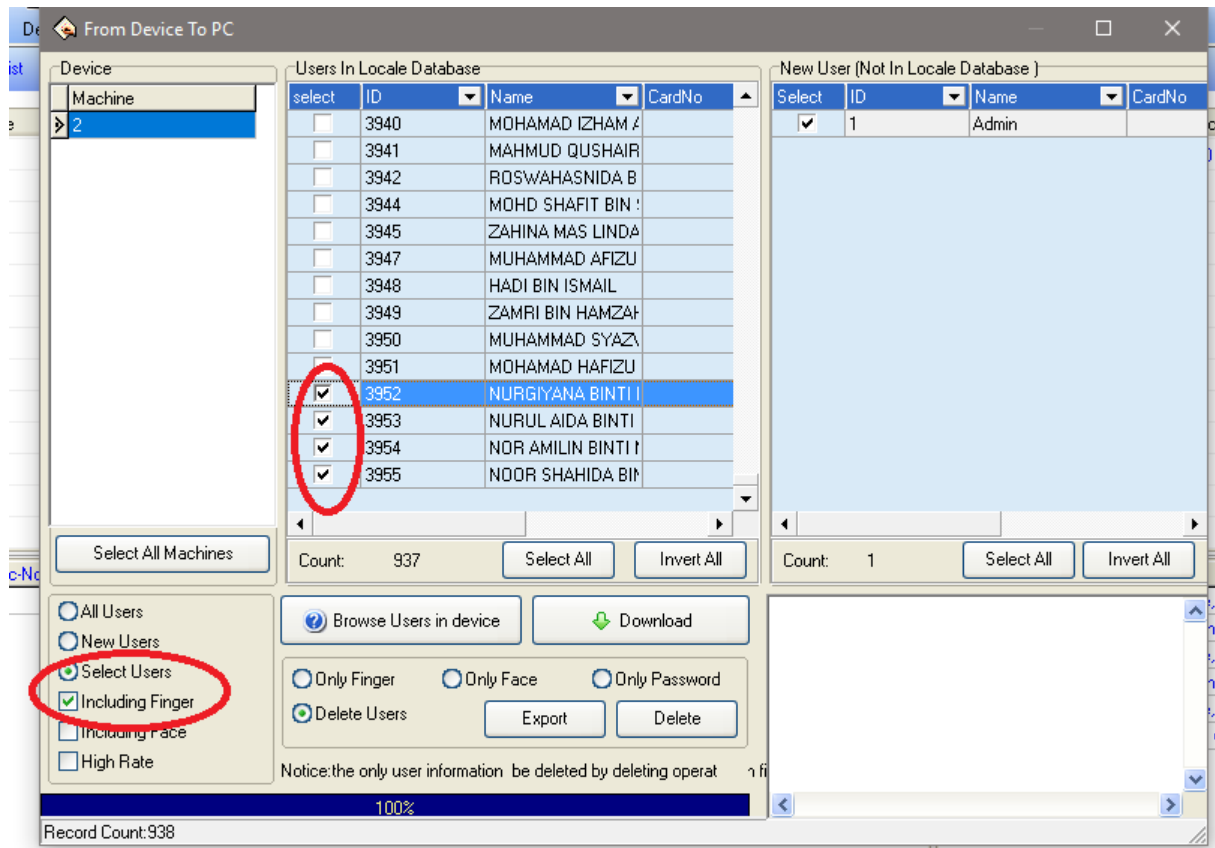 From Device To PC
Device
Machine
2
Select All Machines
Users In Locale Database
select ID Name CardNo
3940 MOHAMAD IZHAM
3941 MAHMUD QUSHAIR
3942 ROSWAHASNIDA B
3944 MOHD SHAFIT BIN
3945 ZAHINA MAS LINDA
3947 MUHAMMAD AFIZU
3948 HADI BIN ISMAIL
3949 ZAMRI BIN HAMZAH
3950 MUHAMMAD SYAZ
3951 MOHAMAD HAFIZU
3952 NURGIYANA BINTI
3953 NURUL AIDA BINTI
3954 NOR AMILIN BINTI
3955 NOOR SHAHIDA BIN
Count: 937 Select All Invert All
New User (Not In Locale Database )
Select ID Name CardNo
1 Admin
Count: 1 Select All Invert All
All Users
New Users
Select Users
Including Finger
Including Face
High Rate
Browse Users in device Download
Only Finger Only Face Only Password
Delete Users Export Delete
Notice:the only user information be deleted by deleting operat
100%
Record Count:938